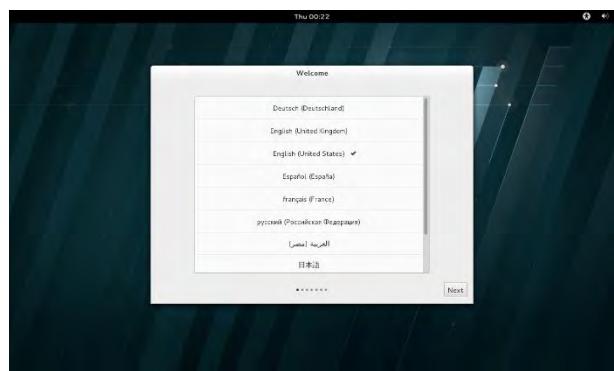 Thu 00:22
Welcome
Deutsch (Deutschland)
English (United Kingdom)
English (United States)
Español (España)
français (France)
русский (Российская Федерация)
العربية (مصر)
日本語
Next